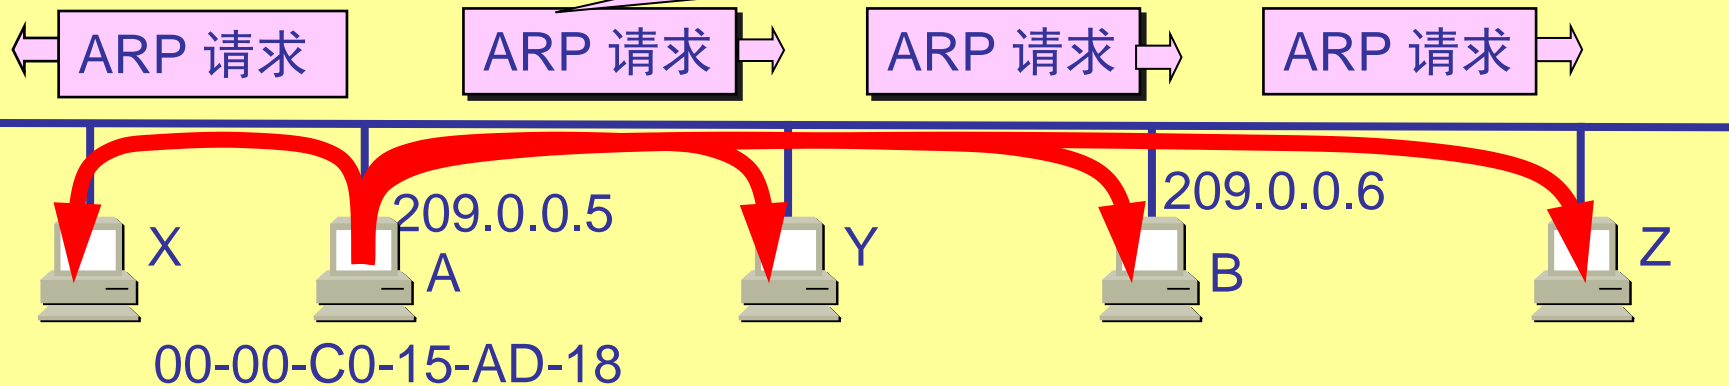 ARP 请求
ARP 请求
ARP 请求
ARP 请求
209.0.0.5
209.0.0.6
X
A
Y
B
Z
00-00-C0-15-AD-18